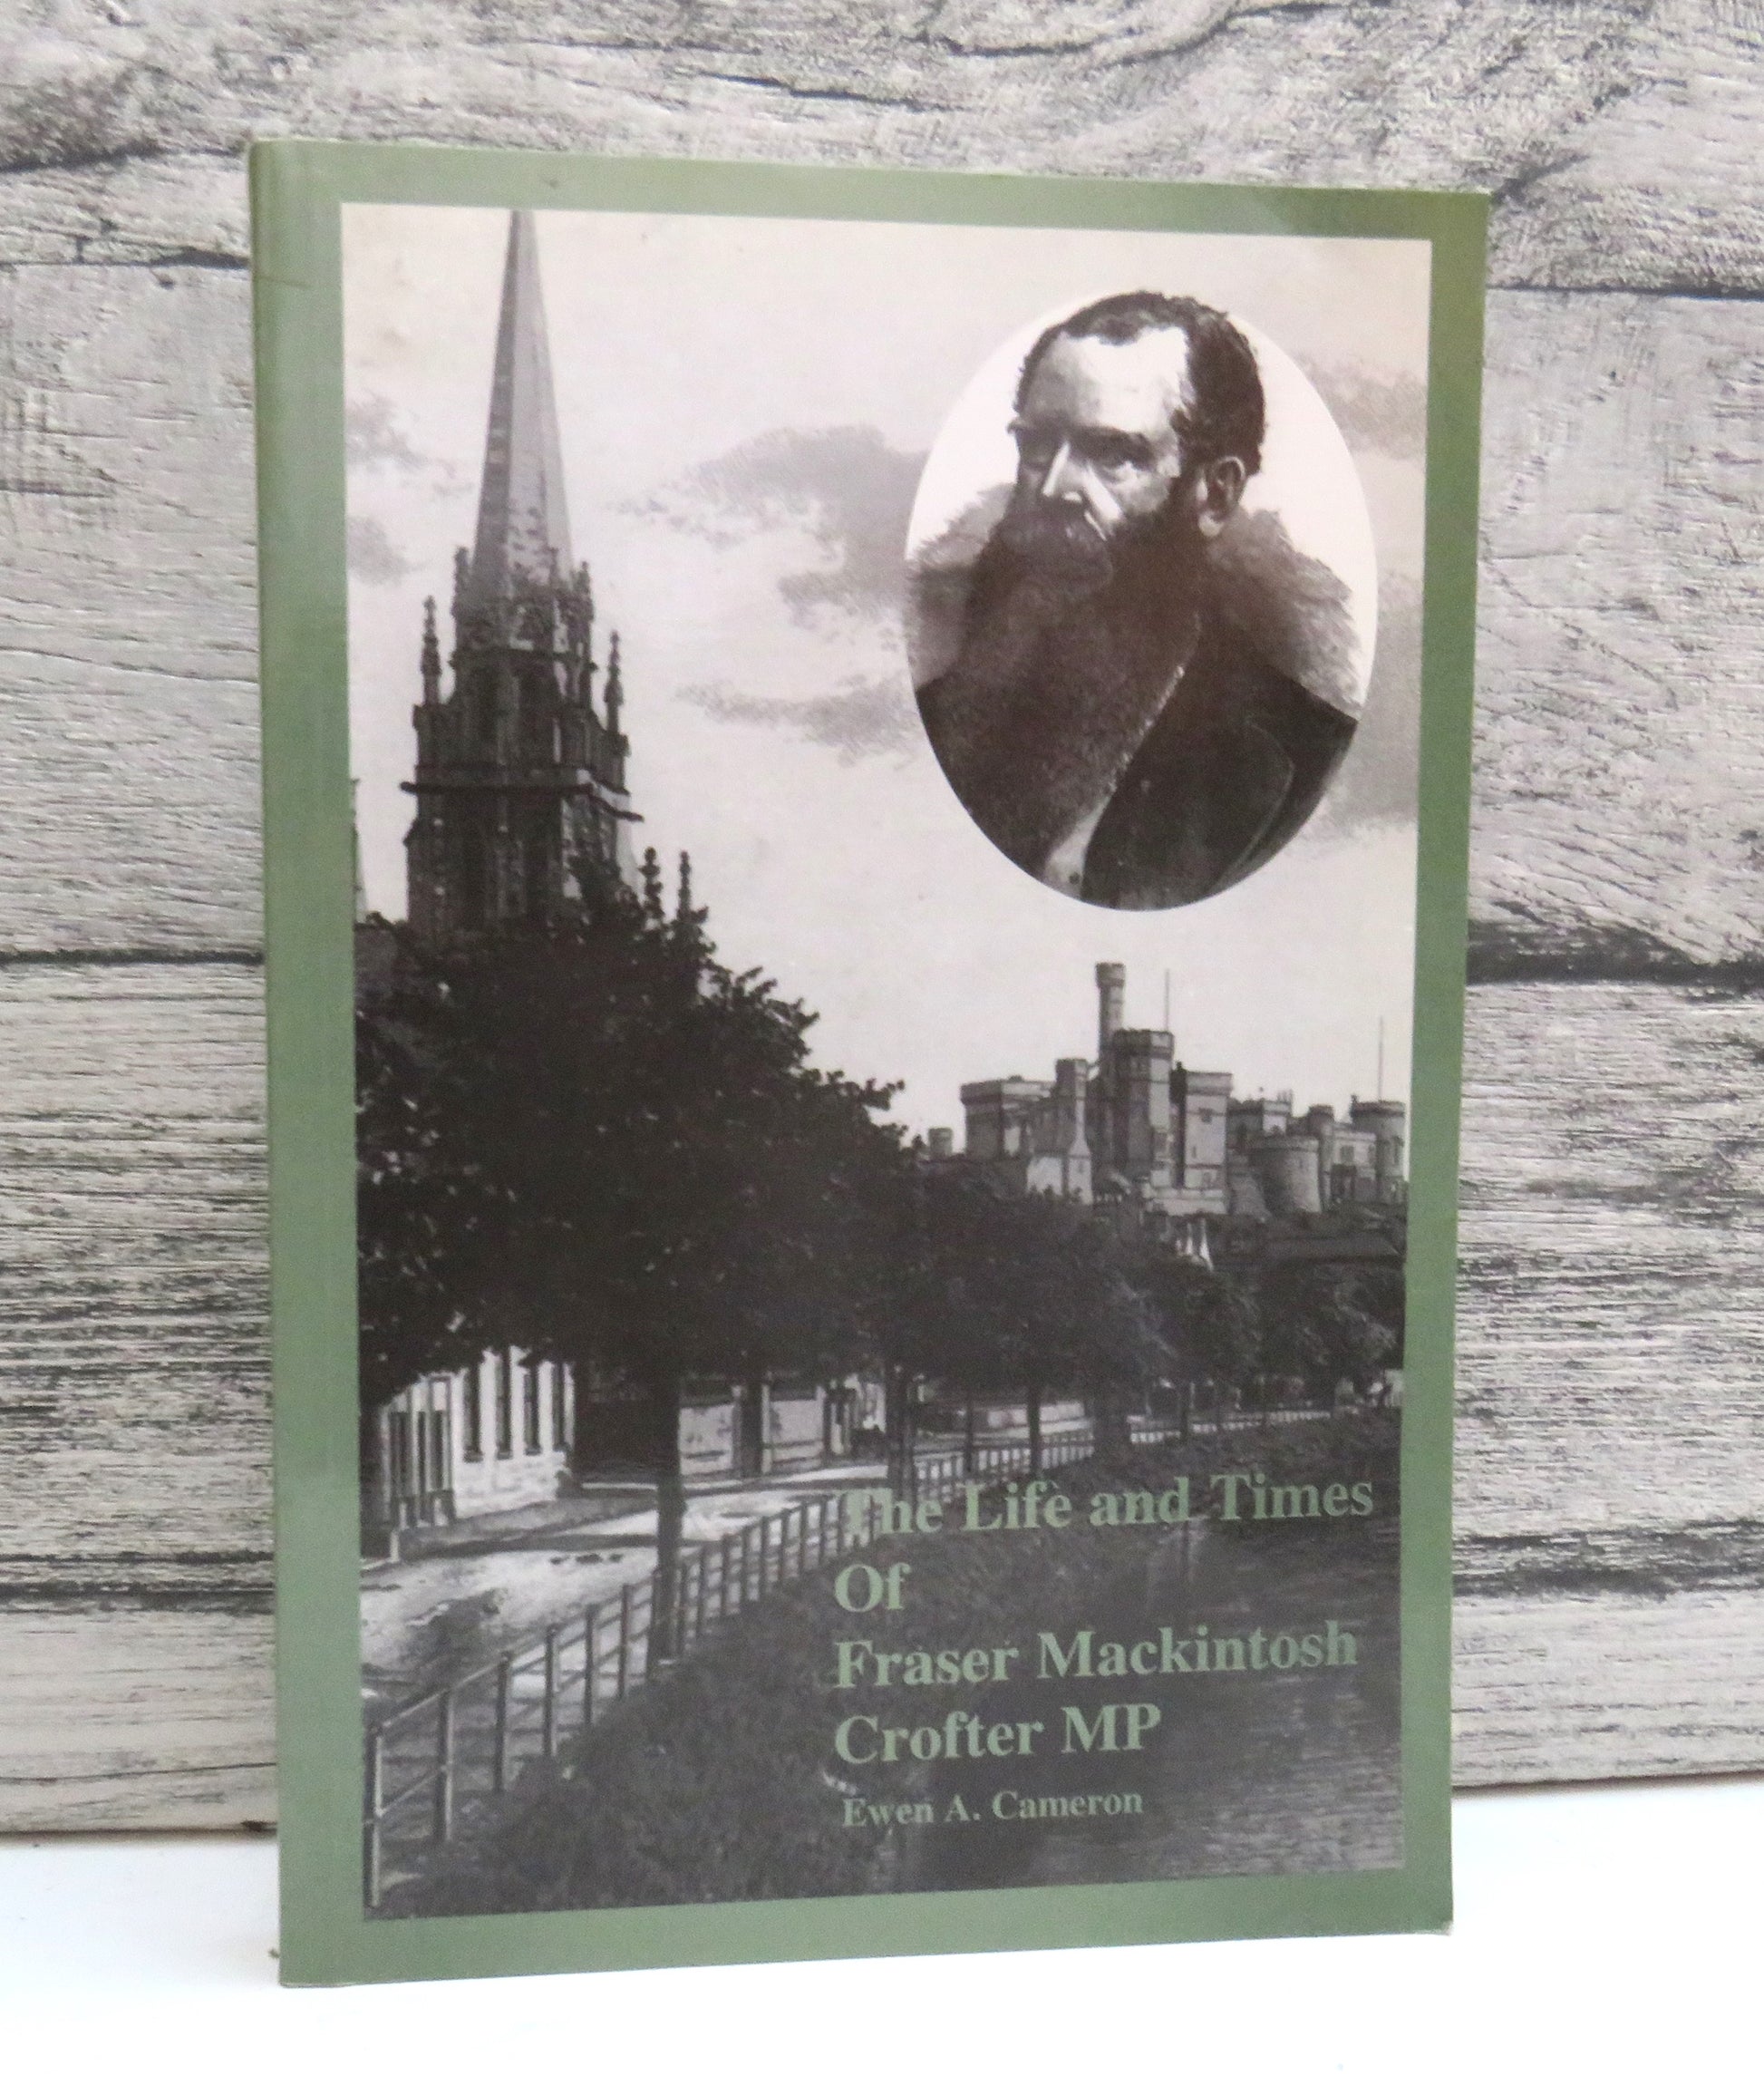 The Life and Times
Of
Fraser Mackintosh
Crofter MP
Ewen A. Cameron